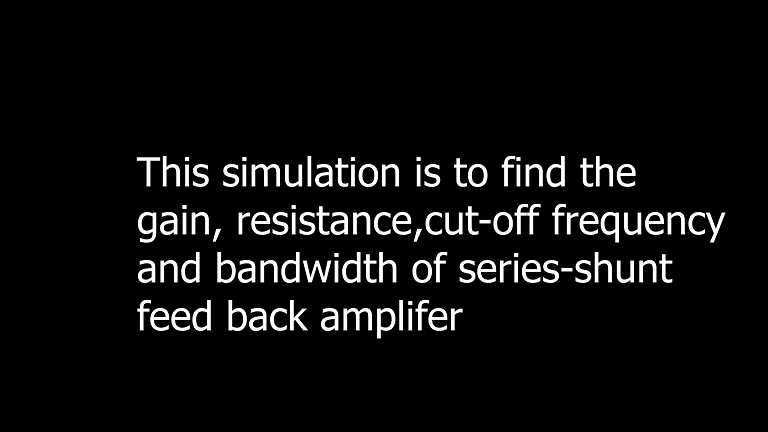 This simulation is to find the
gain, resistance,cut-off frequency
and bandwidth of series-shunt
feed back amplifer